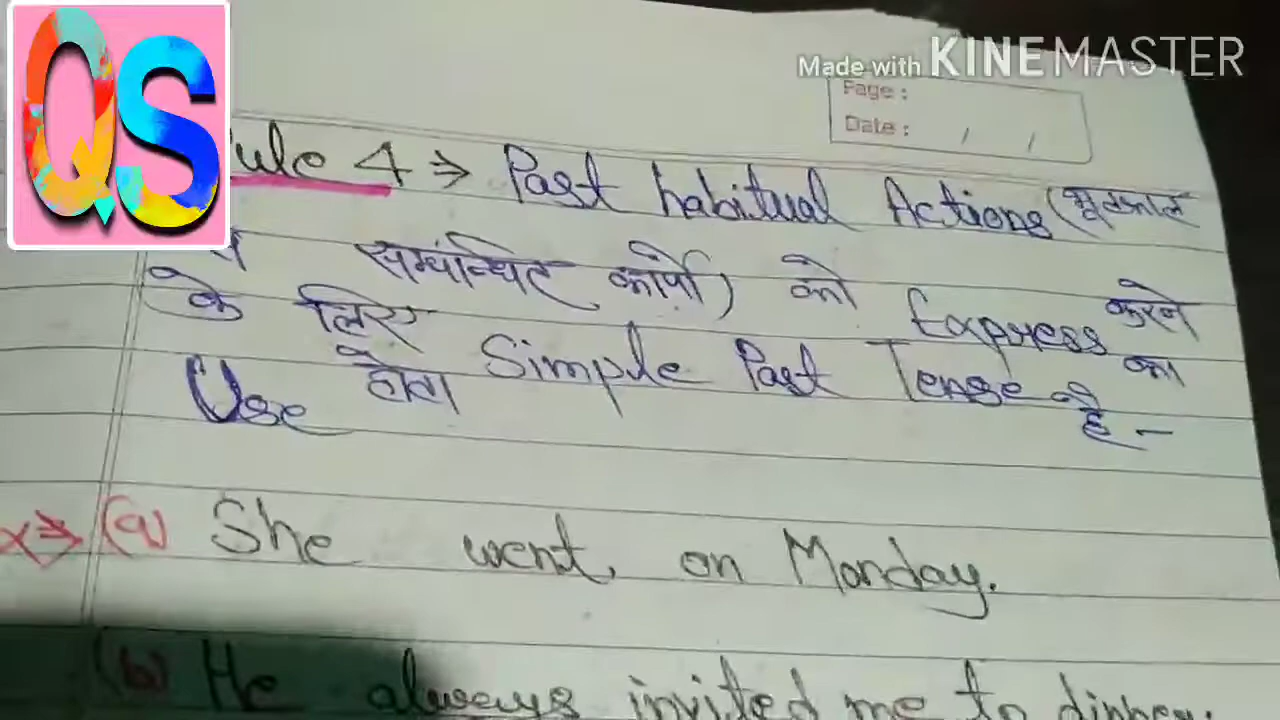 QS
Made with KINEMASTER
Page :
Date : / /
Rule 4 ⇒ Past habitual Actions (भूतकाल
से सम्बन्धित कार्यो) को Express करने
के लिए Simple Past Tense का
Use होता है -
(a) She went on Monday.
(b) He always invited me to dinner.